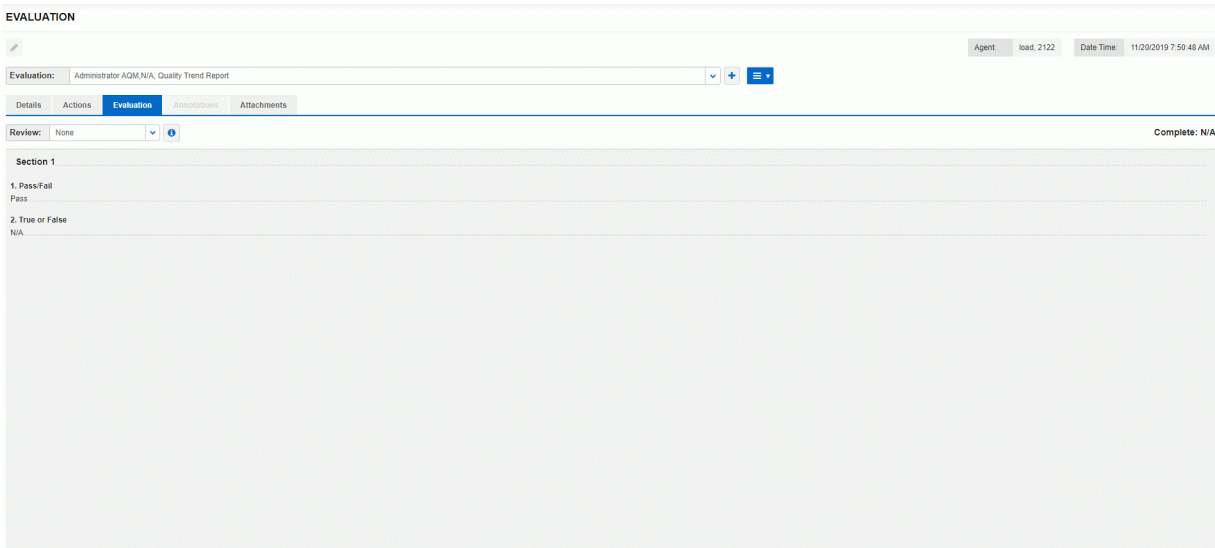 EVALUATION
Agent: load, 2122 Date Time: 11/20/2019 7:50:48 AM
Evaluation: Administrator AQM,N/A, Quality Trend Report
Details Actions Evaluation Annotations Attachments
Review: None Complete: N/A
Section 1
1. Pass/Fail
Pass
2. True or False
N/A